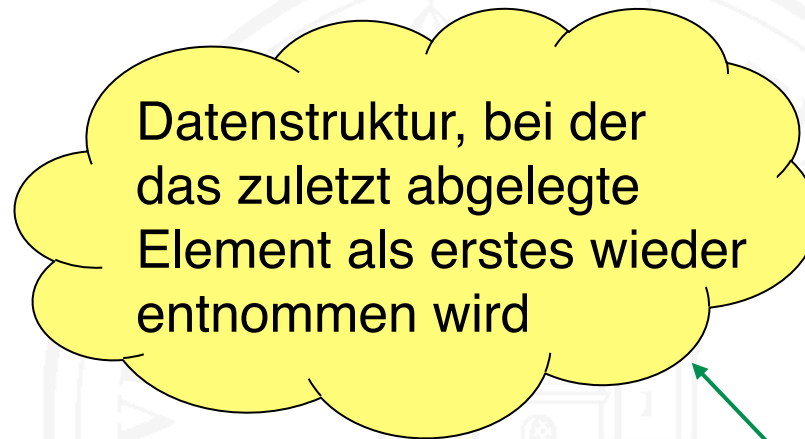 Datenstruktur, bei der
das zuletzt abgelegte
Element als erstes wieder
entnommen wird